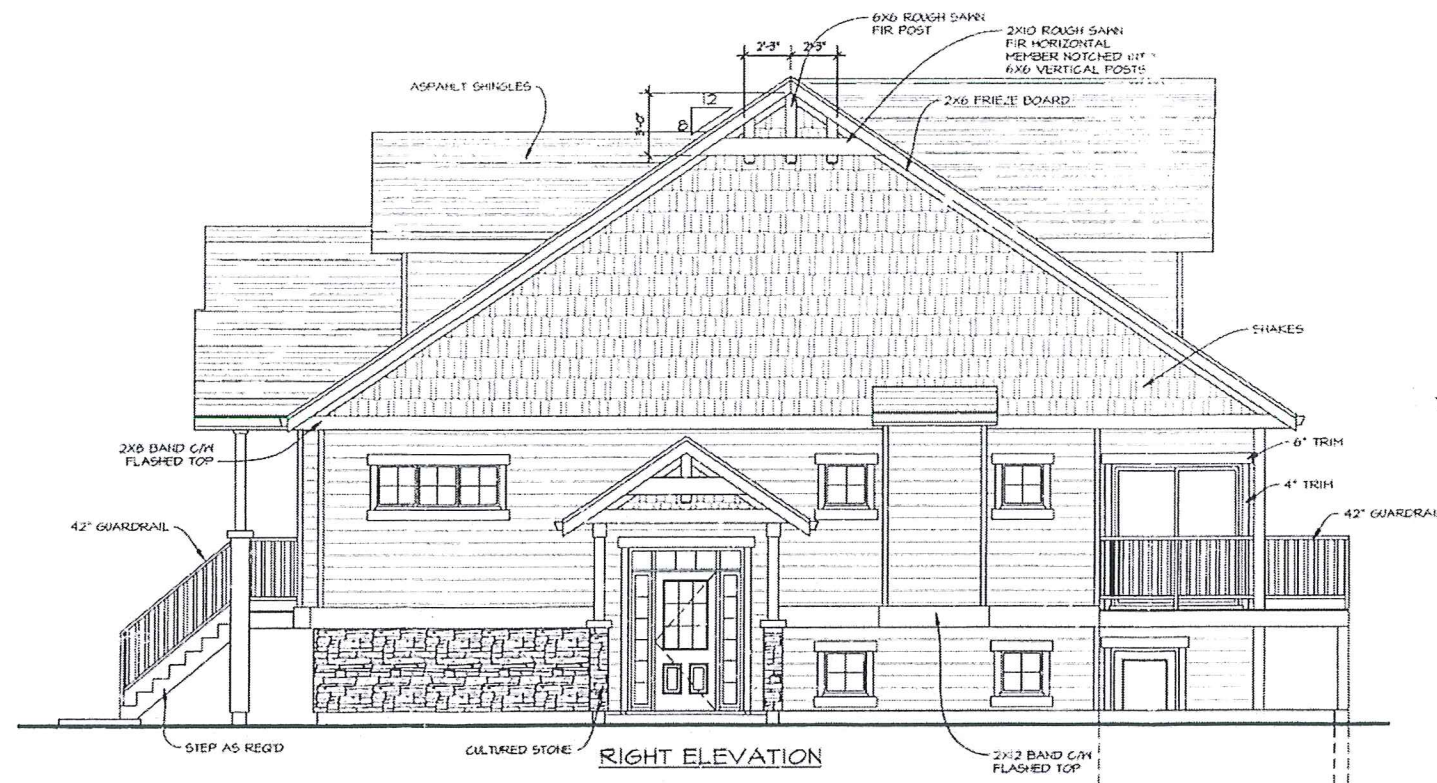 6X6 ROUGH SAWN
FIR POST
2'-3" 2'-3"
2X10 ROUGH SAWN
FIR HORIZONTAL
MEMBER NOTCHED
6X6 VERTICAL POSTS
ASPAHLT SHINGLES
12
8
3'-0"
2X6 FRIEZE BOARD
SHAKES
2X8 BAND C/W
FLASHED TOP
6" TRIM
4" TRIM
42" GUARDRAIL
42" GUARDRAI
STEP AS REQ'D
CULTURED STONE
RIGHT ELEVATION
2X12 BAND C/W
FLASHED TOP